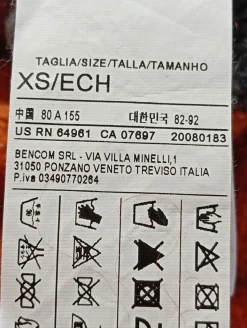 TAGLIA/SIZE/TALLA/TAMANHO
XS/ECH
中国 80 A 155 대한민국 82-92
US RN 64961 CA 07697 20080183
BENCOM SRL - VIA VILLA MINELLI,1
31050 PONZANO VENETO TREVISO ITALIA
P.iva 03490770264